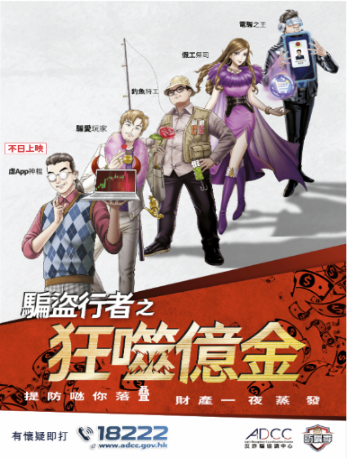 電騙之王
假工祭司
釣魚特工
騙愛玩家
不日上映
虛App神棍
騙盜行者之
狂噬億金
提防氹你落疊 財產一夜蒸發
有懷疑即打 18222
www.adcc.gov.hk
ADCC
反詐騙協調中心
防騙